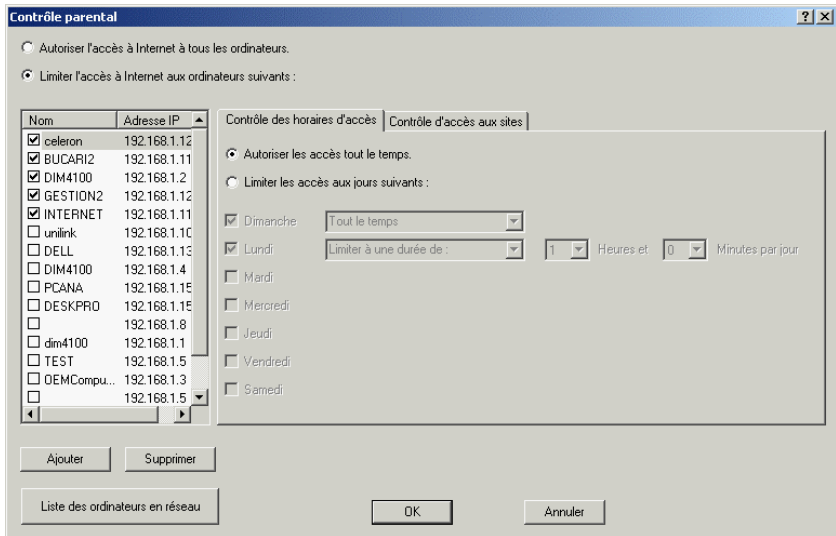 Contrôle parental
Autoriser l'accès à Internet à tous les ordinateurs.
Limiter l'accès à Internet aux ordinateurs suivants :
Nom Adresse IP
celeron 192.168.1.12
BUCARI2 192.168.1.11
DIM4100 192.168.1.2
GESTION2 192.168.1.12
INTERNET 192.168.1.11
unilink 192.168.1.10
DELL 192.168.1.13
DIM4100 192.168.1.4
PCANA 192.168.1.15
DESKPRO 192.168.1.15
192.168.1.8
dim4100 192.168.1.1
TEST 192.168.1.5
OEMCompu... 192.168.1.3
192.168.1.5
Contrôle des horaires d'accès Contrôle d'accès aux sites
Autoriser les accès tout le temps.
Limiter les accès aux jours suivants :
Dimanche Tout le temps
Lundi Limiter à une durée de : 1 Heures et 0 Minutes par jour
Mardi
Mercredi
Jeudi
Vendredi
Samedi
Ajouter Supprimer
Liste des ordinateurs en réseau OK Annuler